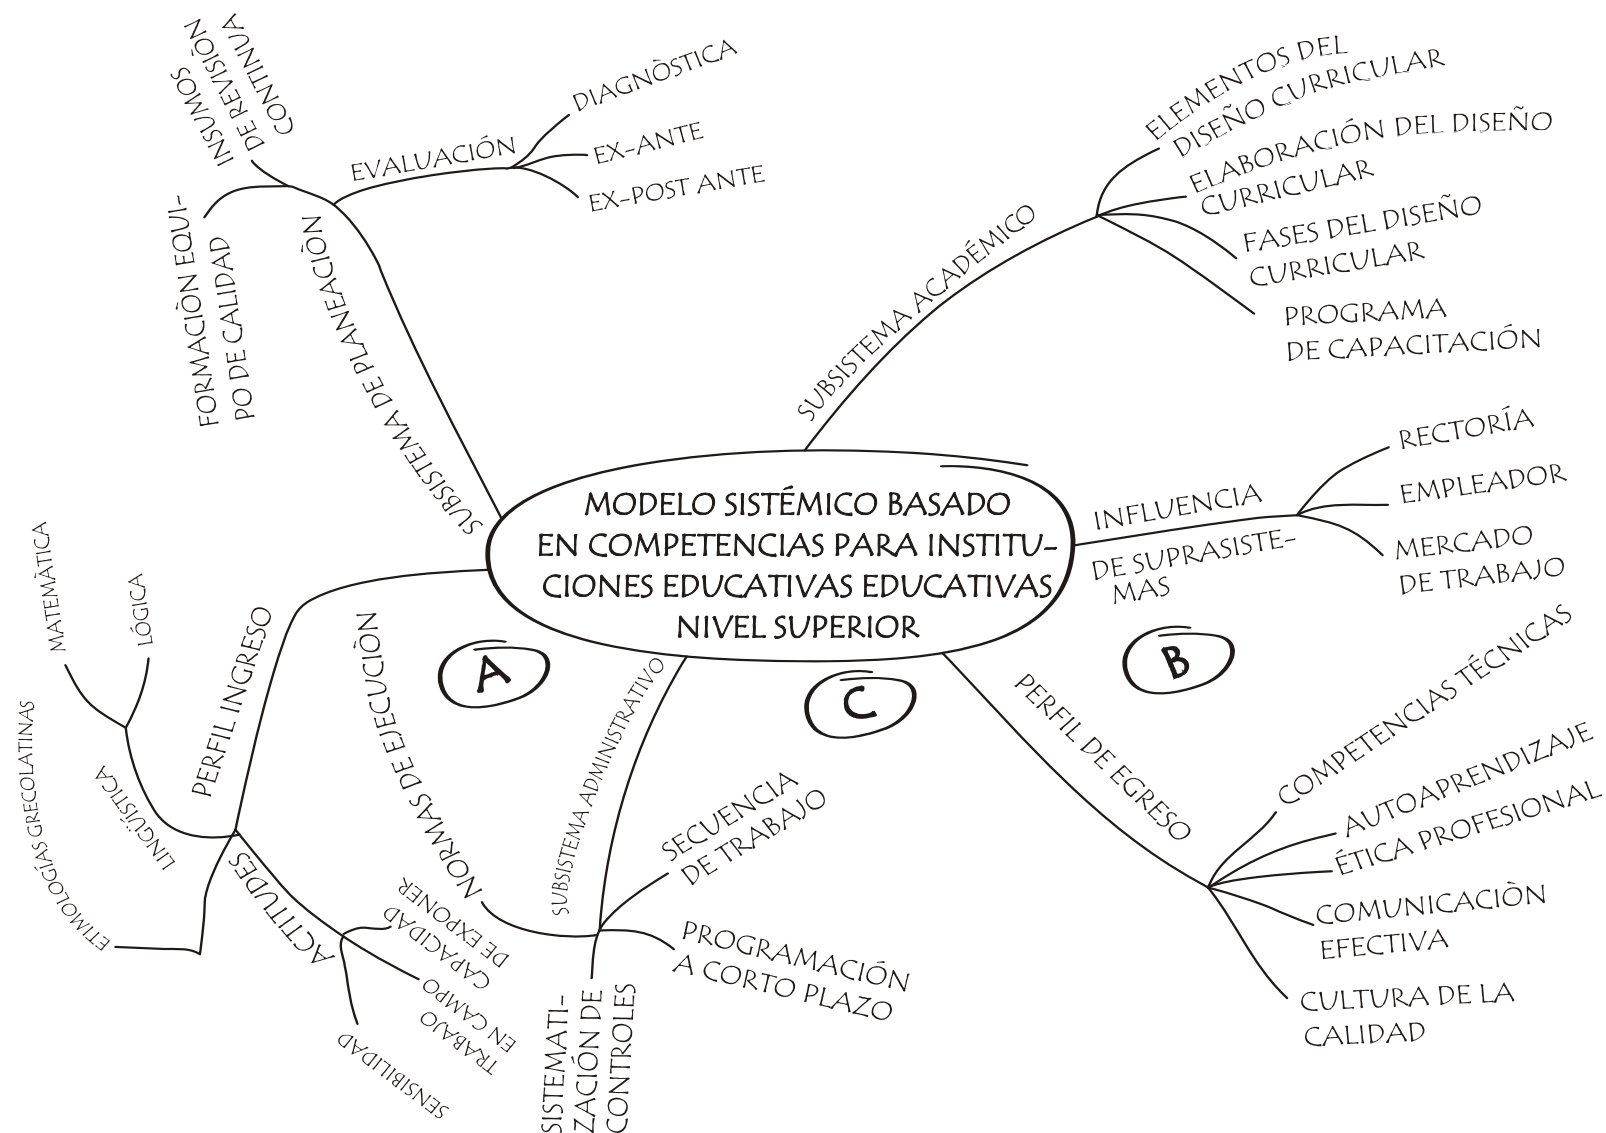 MODELO SISTÉMICO BASADO
EN COMPETENCIAS PARA INSTITU-
CIONES EDUCATIVAS EDUCATIVAS
NIVEL SUPERIOR
SUBSISTEMA DE PLANEACIÒN
INSUMOS
DE REVISIÒN
CONTINUA
FORMACIÒN EQUI-
PO DE CALIDAD
EVALUACIÓN
DIAGNÒSTICA
EX-ANTE
EX-POST ANTE
SUBSISTEMA ACADÉMICO
ELEMENTOS DEL
DISEÑO CURRICULAR
ELABORACIÓN DEL DISEÑO
CURRICULAR
FASES DEL DISEÑO
CURRICULAR
PROGRAMA
DE CAPACITACIÓN
INFLUENCIA
DE SUPRASISTE-
MAS
RECTORÍA
EMPLEADOR
MERCADO
DE TRABAJO
B
PERFIL DE EGRESO
COMPETENCIAS TÉCNICAS
AUTOAPRENDIZAJE
ÉTICA PROFESIONAL
COMUNICACIÒN
EFECTIVA
CULTURA DE LA
CALIDAD
C
SUBSISTEMA ADMINISTRATIVO
SECUENCIA
DE TRABAJO
PROGRAMACIÓN
A CORTO PLAZO
SISTEMATI-
ZACIÓN DE
CONTROLES
NORMAS DE EJECUCIÒN
A
PERFIL INGRESO
MATEMÀTICA
LÓGICA
LINGÜÍSTICA
ETIMOLOGÍAS GRECOLATINAS
ACTITUDES
CAPACIDAD
DE EXPONER
TRABAJO
EN CAMPO
SENSIBILIDAD